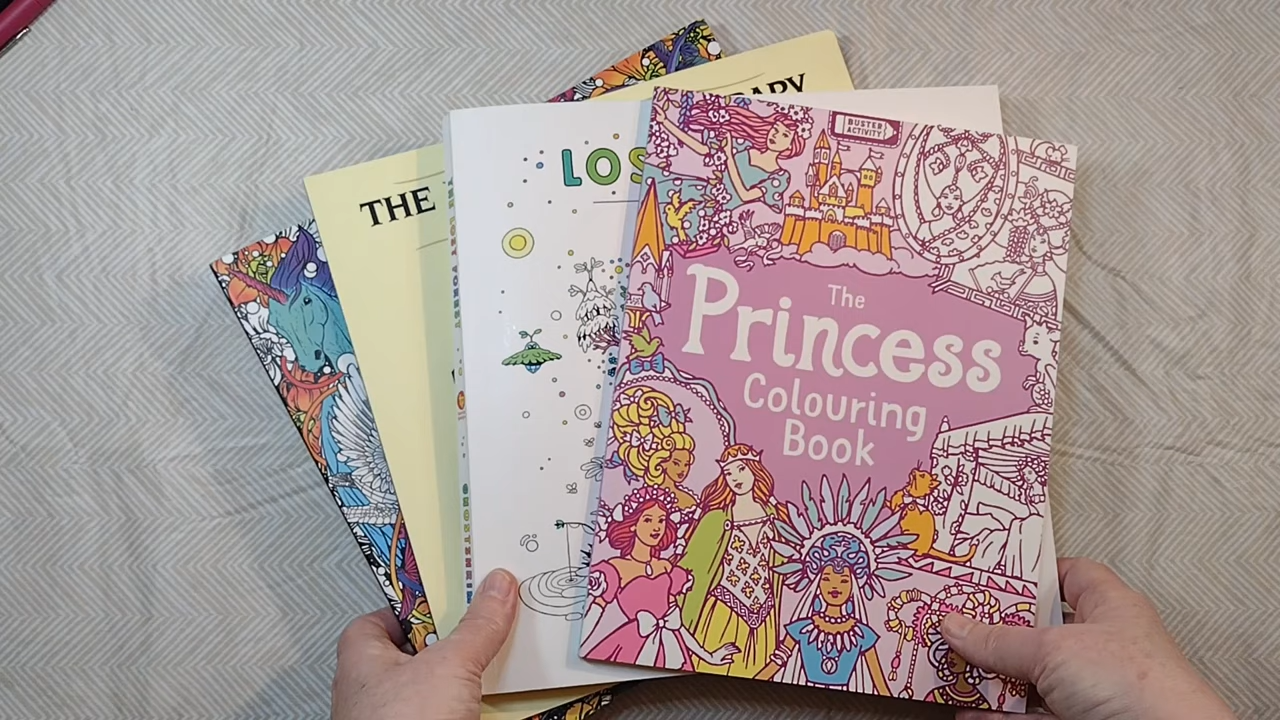 THE
LOS
BUSTER
ACTIVITY
The
Princess
Colouring
Book